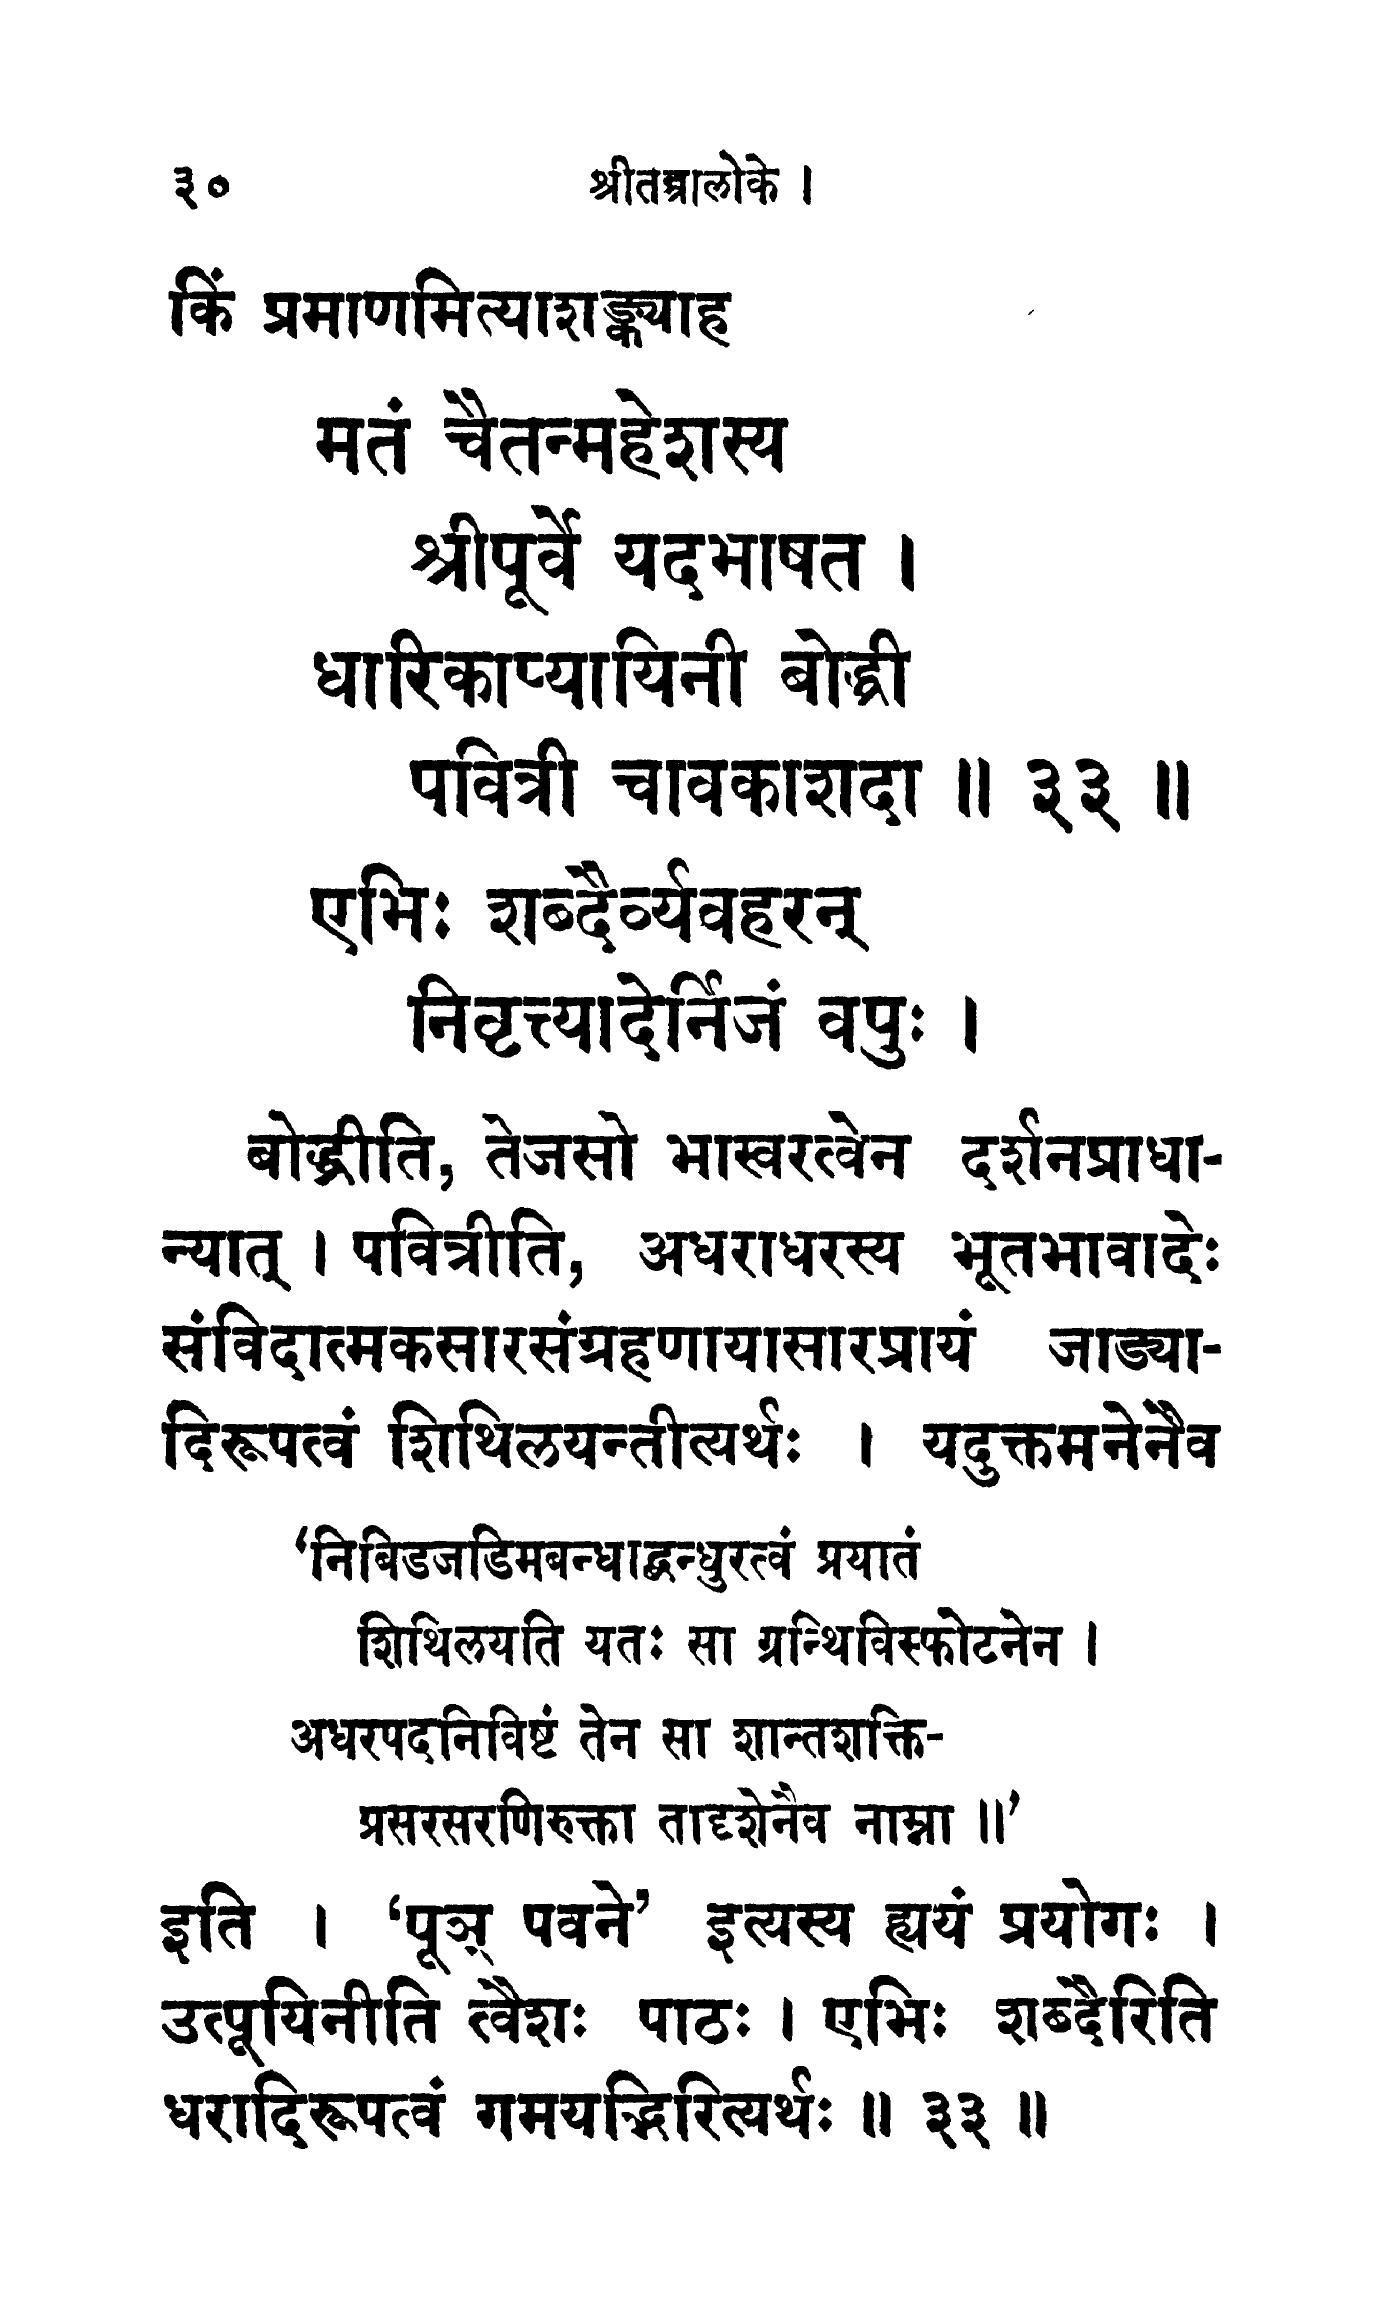 ३० श्रीतन्त्रालोके ।
किं प्रमाणमित्याशङ्क्याह
मतं चैतन्महेशस्य
श्रीपूर्वे यदभाषत ।
धारिकाप्यायिनी बोद्ध्री
पवित्री चावकाशदा ॥ ३३ ॥
एभिः शब्दैर्व्यवहरन्
निवृत्त्यादेर्निजं वपुः ।
बोद्ध्रीति, तेजसो भास्वरत्वेन दर्शनप्राधा-
न्यात् । पवित्रीति, अधराधरस्य भूतभावादेः
संविदात्मकसारसंग्रहणायासारप्रायं जाड्या-
दिरूपत्वं शिथिलयन्तीत्यर्थः । यदुक्तमनेनैव
‘निबिडजडिमबन्धाद्बन्धुरत्वं प्रयातं
शिथिलयति यतः सा ग्रन्थिविस्फोटनेन ।
अधरपदनिविष्टं तेन सा शान्तशक्ति-
प्रसरसरणिरुक्ता तादृशेनैव नाम्ना ॥’
इति । ‘पूञ् पवने’ इत्यस्य ह्ययं प्रयोगः ।
उत्पूयिनीति त्वैशः पाठः । एभिः शब्दैरिति
धरादिरूपत्वं गमयद्भिरित्यर्थः ॥ ३३ ॥